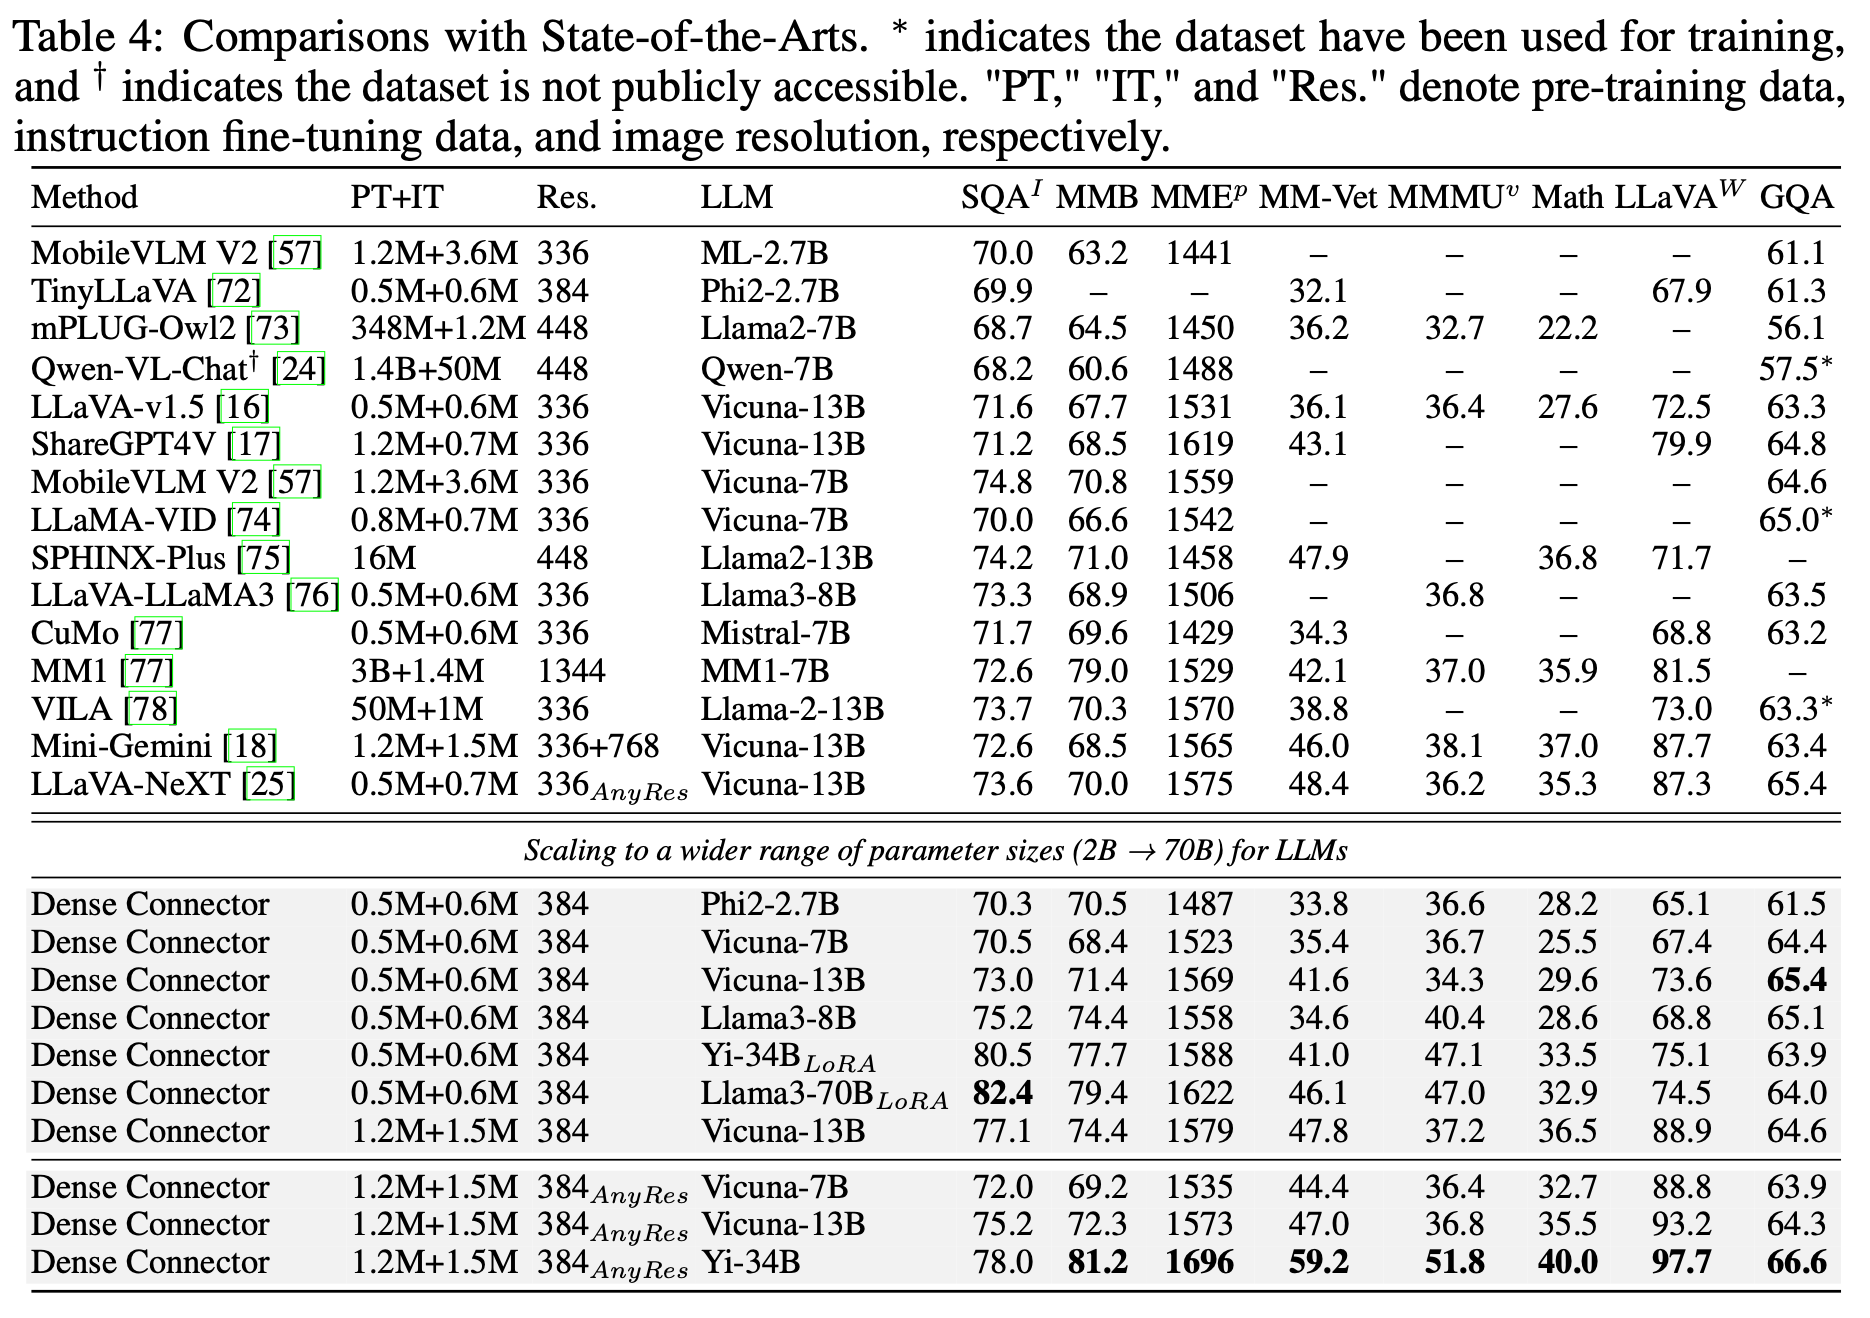 Table 4: Comparisons with State-of-the-Arts. * indicates the dataset have been used for training,
and † indicates the dataset is not publicly accessible. "PT," "IT," and "Res." denote pre-training data,
instruction fine-tuning data, and image resolution, respectively.
Method PT+IT Res. LLM SQA^I MMB MME^p MM-Vet MMMU^v Math LLaVA^W GQA
MobileVLM V2 [57] 1.2M+3.6M 336 ML-2.7B 70.0 63.2 1441 – – – – 61.1
TinyLLaVA [72] 0.5M+0.6M 384 Phi2-2.7B 69.9 – – 32.1 – – 67.9 61.3
mPLUG-Owl2 [73] 348M+1.2M 448 Llama2-7B 68.7 64.5 1450 36.2 32.7 22.2 – 56.1
Qwen-VL-Chat† [24] 1.4B+50M 448 Qwen-7B 68.2 60.6 1488 – – – – 57.5*
LLaVA-v1.5 [16] 0.5M+0.6M 336 Vicuna-13B 71.6 67.7 1531 36.1 36.4 27.6 72.5 63.3
ShareGPT4V [17] 1.2M+0.7M 336 Vicuna-13B 71.2 68.5 1619 43.1 – – 79.9 64.8
MobileVLM V2 [57] 1.2M+3.6M 336 Vicuna-7B 74.8 70.8 1559 – – – – 64.6
LLaMA-VID [74] 0.8M+0.7M 336 Vicuna-7B 70.0 66.6 1542 – – – – 65.0*
SPHINX-Plus [75] 16M 448 Llama2-13B 74.2 71.0 1458 47.9 – 36.8 71.7 –
LLaVA-LLaMA3 [76] 0.5M+0.6M 336 Llama3-8B 73.3 68.9 1506 – 36.8 – – 63.5
CuMo [77] 0.5M+0.6M 336 Mistral-7B 71.7 69.6 1429 34.3 – – 68.8 63.2
MM1 [77] 3B+1.4M 1344 MM1-7B 72.6 79.0 1529 42.1 37.0 35.9 81.5 –
VILA [78] 50M+1M 336 Llama-2-13B 73.7 70.3 1570 38.8 – – 73.0 63.3*
Mini-Gemini [18] 1.2M+1.5M 336+768 Vicuna-13B 72.6 68.5 1565 46.0 38.1 37.0 87.7 63.4
LLaVA-NeXT [25] 0.5M+0.7M 336AnyRes Vicuna-13B 73.6 70.0 1575 48.4 36.2 35.3 87.3 65.4
Scaling to a wider range of parameter sizes (2B → 70B) for LLMs
Dense Connector 0.5M+0.6M 384 Phi2-2.7B 70.3 70.5 1487 33.8 36.6 28.2 65.1 61.5
Dense Connector 0.5M+0.6M 384 Vicuna-7B 70.5 68.4 1523 35.4 36.7 25.5 67.4 64.4
Dense Connector 0.5M+0.6M 384 Vicuna-13B 73.0 71.4 1569 41.6 34.3 29.6 73.6 65.4
Dense Connector 0.5M+0.6M 384 Llama3-8B 75.2 74.4 1558 34.6 40.4 28.6 68.8 65.1
Dense Connector 0.5M+0.6M 384 Yi-34BLoRA 80.5 77.7 1588 41.0 47.1 33.5 75.1 63.9
Dense Connector 0.5M+0.6M 384 Llama3-70BLoRA 82.4 79.4 1622 46.1 47.0 32.9 74.5 64.0
Dense Connector 1.2M+1.5M 384 Vicuna-13B 77.1 74.4 1579 47.8 37.2 36.5 88.9 64.6
Dense Connector 1.2M+1.5M 384AnyRes Vicuna-7B 72.0 69.2 1535 44.4 36.4 32.7 88.8 63.9
Dense Connector 1.2M+1.5M 384AnyRes Vicuna-13B 75.2 72.3 1573 47.0 36.8 35.5 93.2 64.3
Dense Connector 1.2M+1.5M 384AnyRes Yi-34B 78.0 81.2 1696 59.2 51.8 40.0 97.7 66.6